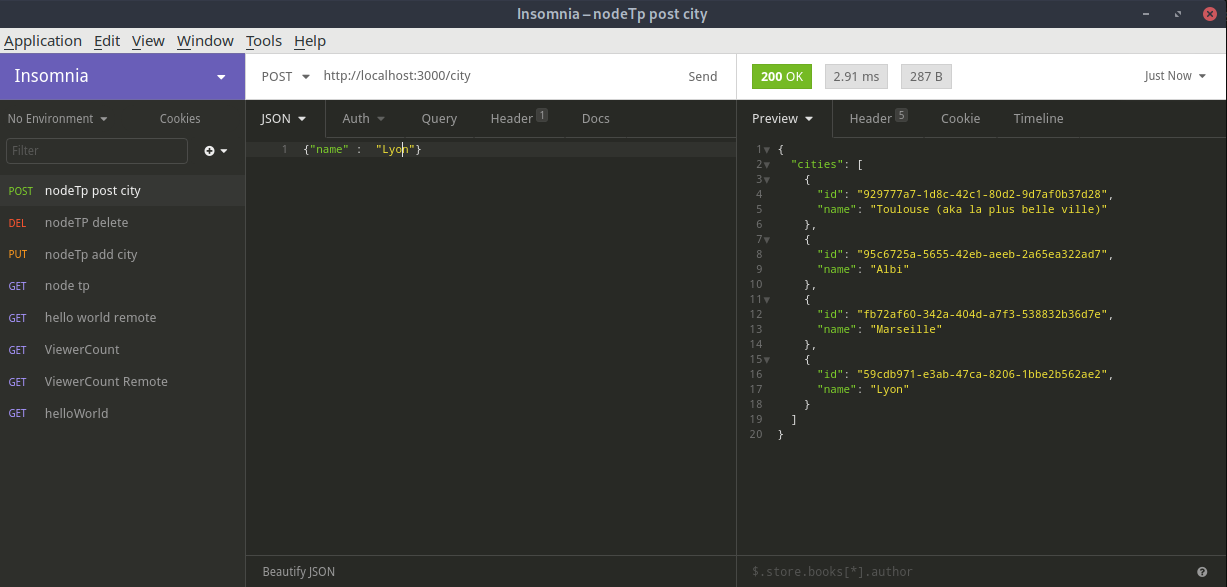 Insomnia – nodeTp post city
Application Edit View Window Tools Help
Insomnia
POST http://localhost:3000/city Send
200 OK 2.91 ms 287 B Just Now
No Environment Cookies
JSON Auth Query Header 1 Docs
Preview Header 5 Cookie Timeline
Filter
POST nodeTp post city
DEL nodeTP delete
PUT nodeTp add city
GET node tp
GET hello world remote
GET ViewerCount
GET ViewerCount Remote
GET helloWorld
1 {"name" :  "Lyon"}
1 {
2 "cities": [
3 {
4 "id": "929777a7-1d8c-42c1-80d2-9d7af0b37d28",
5 "name": "Toulouse (aka la plus belle ville)"
6 },
7 {
8 "id": "95c6725a-5655-42eb-aeeb-2a65ea322ad7",
9 "name": "Albi"
10 },
11 {
12 "id": "fb72af60-342a-404d-a7f3-538832b36d7e",
13 "name": "Marseille"
14 },
15 {
16 "id": "59cdb971-e3ab-47ca-8206-1bbe2b562ae2",
17 "name": "Lyon"
18 }
19 ]
20 }
Beautify JSON
$.store.books[*].author